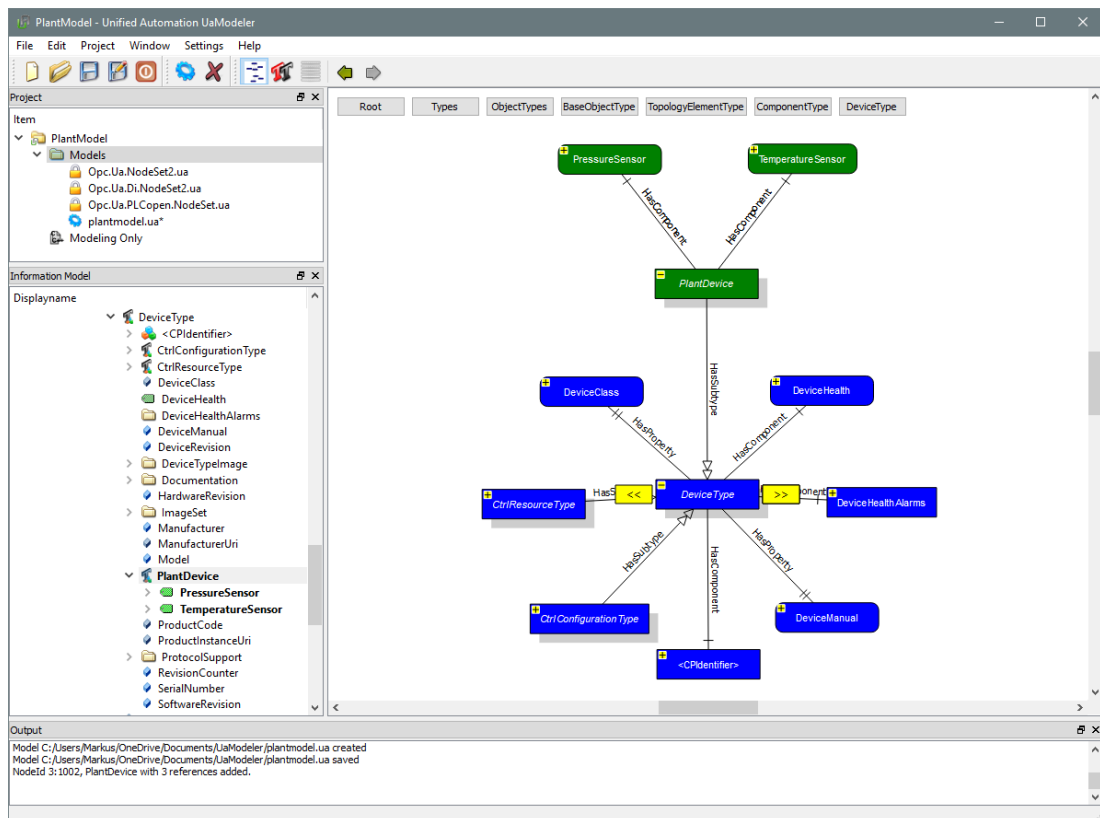 PlantModel - Unified Automation UaModeler
File Edit Project Window Settings Help
Project
Item
PlantModel
Models
Opc.Ua.NodeSet2.ua
Opc.Ua.Di.NodeSet2.ua
Opc.Ua.PLCopen.NodeSet.ua
plantmodel.ua*
Modeling Only
Information Model
Displayname
DeviceType
<CPIdentifier>
CtrlConfigurationType
CtrlResourceType
DeviceClass
DeviceHealth
DeviceHealthAlarms
DeviceManual
DeviceRevision
DeviceTypeImage
Documentation
HardwareRevision
ImageSet
Manufacturer
ManufacturerUri
Model
PlantDevice
PressureSensor
TemperatureSensor
ProductCode
ProductInstanceUri
ProtocolSupport
RevisionCounter
SerialNumber
SoftwareRevision
Root Types ObjectTypes BaseObjectType TopologyElementType ComponentType DeviceType
PressureSensor TemperatureSensor
HasComponent HasComponent
PlantDevice
HasSubtype
DeviceClass DeviceHealth
HasProperty HasComponent
CtrlResourceType HasS << DeviceType >> ponent DeviceHealthAlarms
HasSubtype HasComponent HasProperty
CtrlConfigurationType DeviceManual
<CPIdentifier>
Output
Model C:/Users/Markus/OneDrive/Documents/UaModeler/plantmodel.ua created
Model C:/Users/Markus/OneDrive/Documents/UaModeler/plantmodel.ua saved
NodeId 3:1002, PlantDevice with 3 references added.